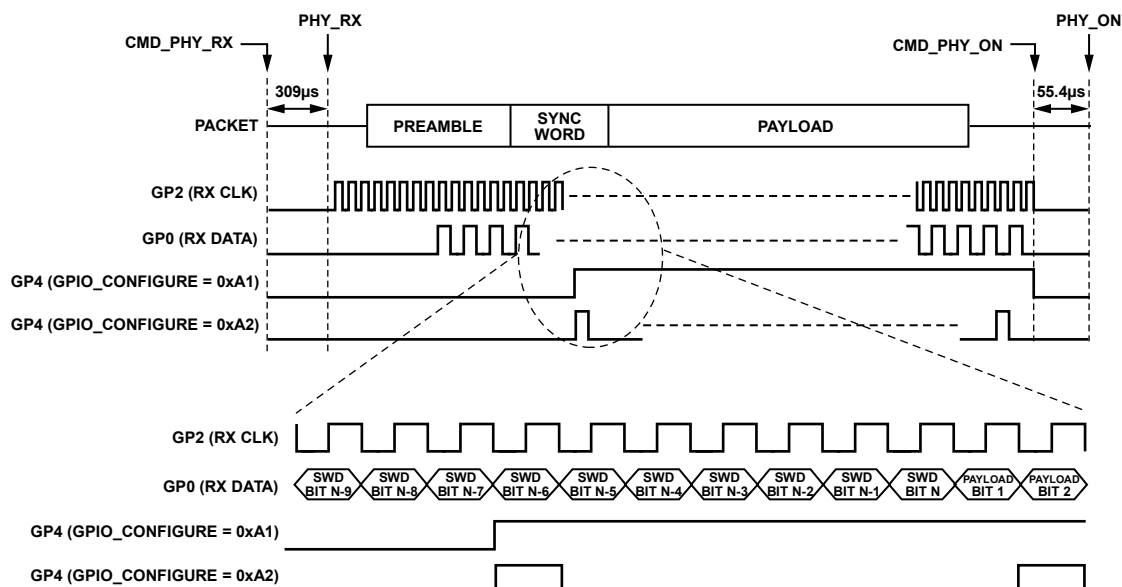 PHY_RX
PHY_ON
CMD_PHY_RX
CMD_PHY_ON
309µs
55.4µs
PACKET
PREAMBLE
SYNC
WORD
PAYLOAD
GP2 (RX CLK)
GP0 (RX DATA)
GP4 (GPIO_CONFIGURE = 0xA1)
GP4 (GPIO_CONFIGURE = 0xA2)
GP2 (RX CLK)
GP0 (RX DATA)
SWD
BIT N-9
SWD
BIT N-8
SWD
BIT N-7
SWD
BIT N-6
SWD
BIT N-5
SWD
BIT N-4
SWD
BIT N-3
SWD
BIT N-2
SWD
BIT N-1
SWD
BIT N
PAYLOAD
BIT 1
PAYLOAD
BIT 2
GP4 (GPIO_CONFIGURE = 0xA1)
GP4 (GPIO_CONFIGURE = 0xA2)